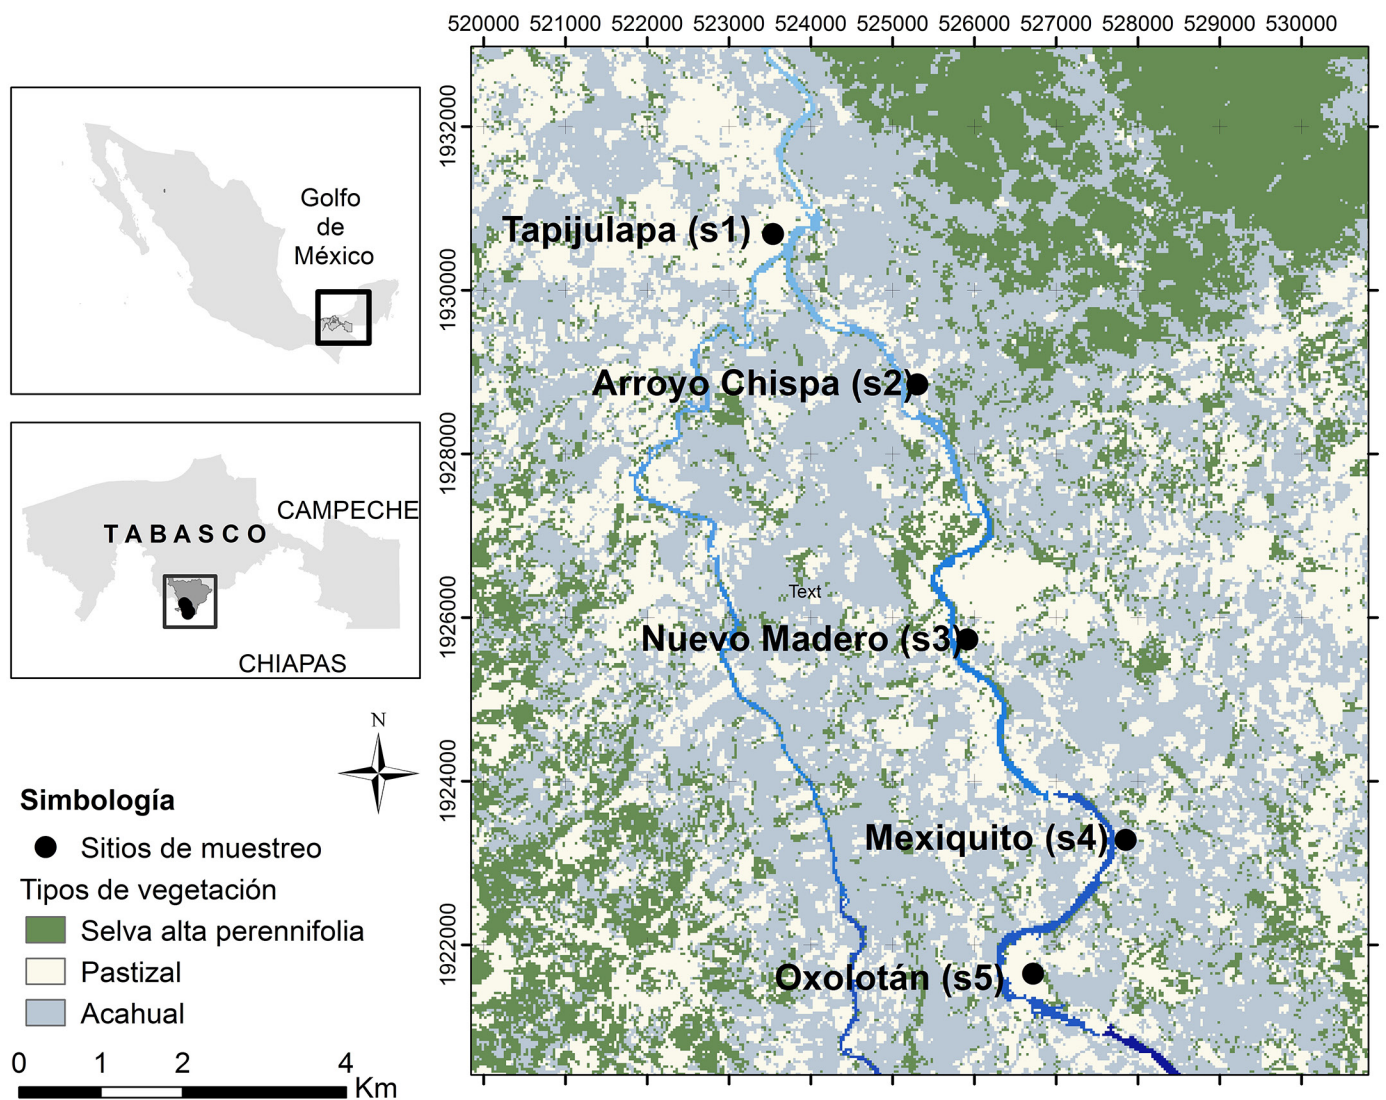 520000 521000 522000 523000 524000 525000 526000 527000 528000 529000 530000
1932000
1930000
1928000
1926000
1924000
1922000
Golfo
de
México
TABASCO
CAMPECHE
CHIAPAS
N
Simbología
Sitios de muestreo
Tipos de vegetación
Selva alta perennifolia
Pastizal
Acahual
0 1 2 4
Km
Tapijulapa (s1)
Arroyo Chispa (s2)
Text
Nuevo Madero (s3)
Mexiquito (s4)
Oxolotán (s5)